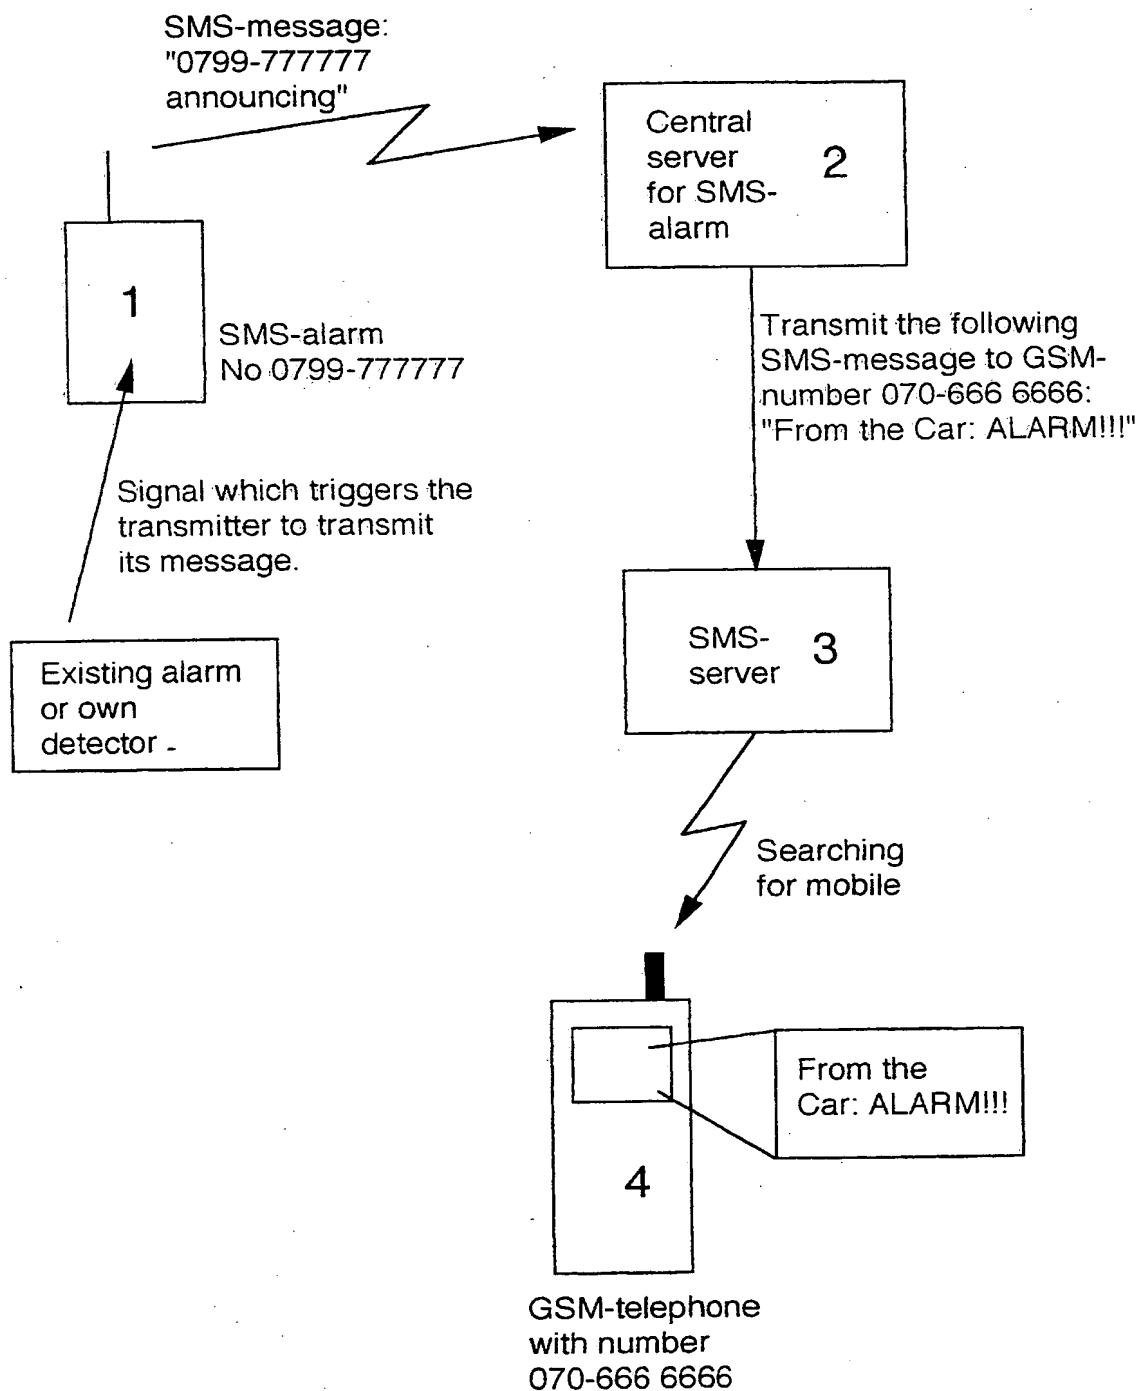 SMS-message:
"0799-777777
announcing"
Central
server
for SMS-
alarm
2
1
SMS-alarm
No 0799-777777
Transmit the following
SMS-message to GSM-
number 070-666 6666:
"From the Car: ALARM!!!"
Signal which triggers the
transmitter to transmit
its message.
Existing alarm
or own
detector -
SMS-
server
3
Searching
for mobile
From the
Car: ALARM!!!
4
GSM-telephone
with number
070-666 6666